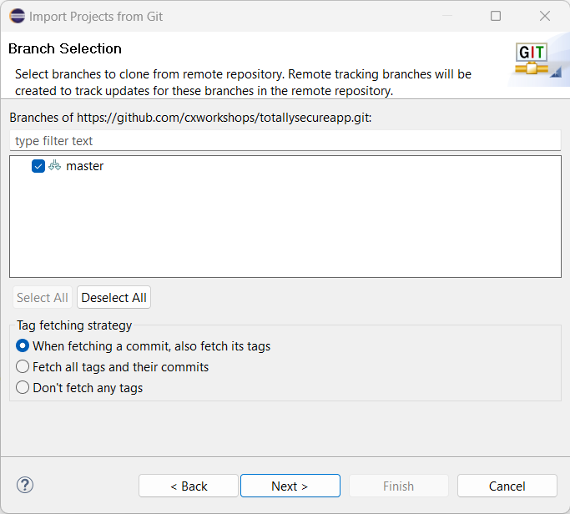 Import Projects from Git
Branch Selection
GIT
Select branches to clone from remote repository. Remote tracking branches will be
created to track updates for these branches in the remote repository.
Branches of https://github.com/cxworkshops/totallysecureapp.git:
type filter text
master
Select All
Deselect All
Tag fetching strategy
When fetching a commit, also fetch its tags
Fetch all tags and their commits
Don't fetch any tags
?
< Back
Next >
Finish
Cancel